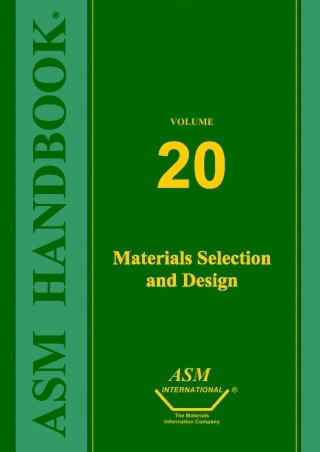 ASM HANDBOOK®
VOLUME
20
Materials Selection
and Design
ASM
INTERNATIONAL ®
The Materials
Information Company